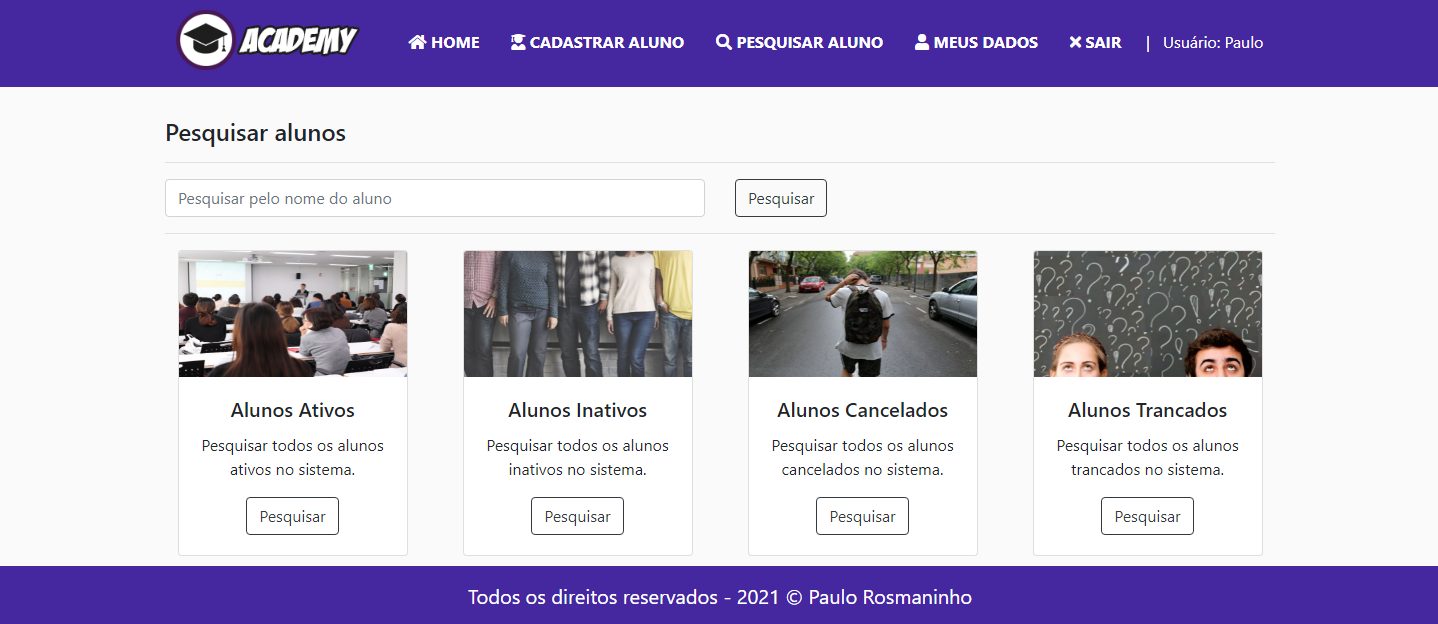 ACADEMY
HOME
CADASTRAR ALUNO
PESQUISAR ALUNO
MEUS DADOS
SAIR
| Usuário: Paulo
Pesquisar alunos
Pesquisar pelo nome do aluno
Pesquisar
Alunos Ativos
Pesquisar todos os alunos
ativos no sistema.
Pesquisar
Alunos Inativos
Pesquisar todos os alunos
inativos no sistema.
Pesquisar
Alunos Cancelados
Pesquisar todos os alunos
cancelados no sistema.
Pesquisar
Alunos Trancados
Pesquisar todos os alunos
trancados no sistema.
Pesquisar
Todos os direitos reservados - 2021 © Paulo Rosmaninho